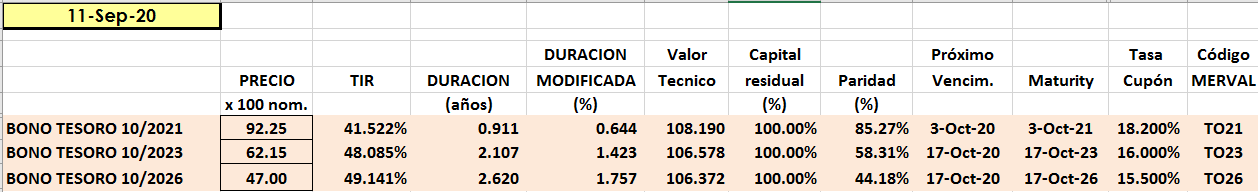 11-Sep-20
DURACION Valor Capital Próximo Tasa Código
PRECIO TIR DURACION MODIFICADA Tecnico residual Paridad Vencim. Maturity Cupón MERVAL
x 100 nom. (años) (%) (%) (%)
BONO TESORO 10/2021 92.25 41.522% 0.911 0.644 108.190 100.00% 85.27% 3-Oct-20 3-Oct-21 18.200% TO21
BONO TESORO 10/2023 62.15 48.085% 2.107 1.423 106.578 100.00% 58.31% 17-Oct-20 17-Oct-23 16.000% TO23
BONO TESORO 10/2026 47.00 49.141% 2.620 1.757 106.372 100.00% 44.18% 17-Oct-20 17-Oct-26 15.500% TO26